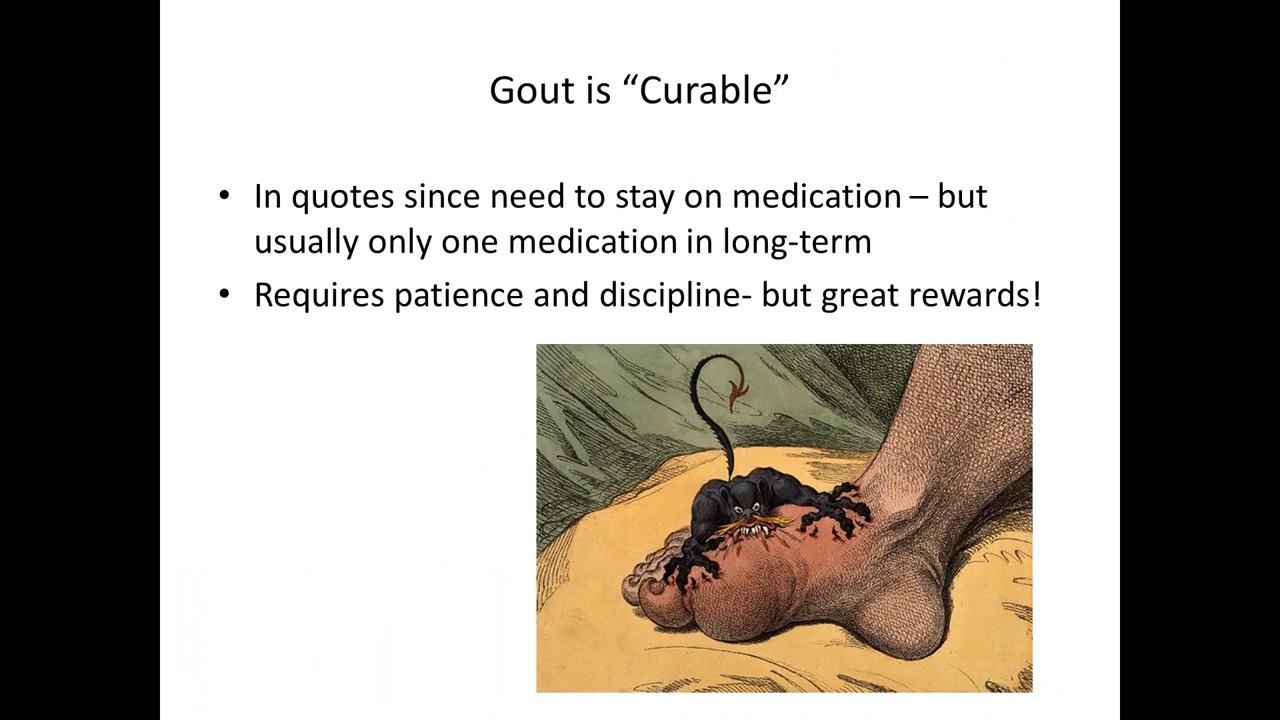 Gout is “Curable”
• In quotes since need to stay on medication – but
usually only one medication in long-term
• Requires patience and discipline- but great rewards!